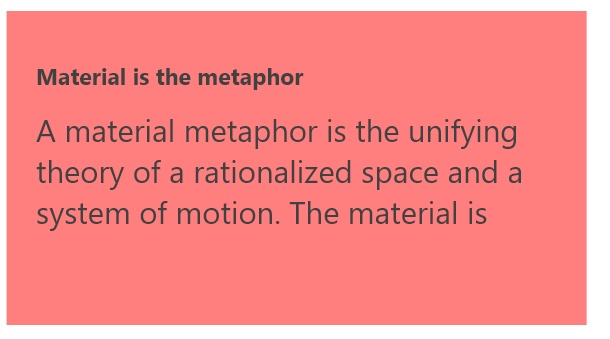 Material is the metaphor
A material metaphor is the unifying
theory of a rationalized space and a
system of motion. The material is